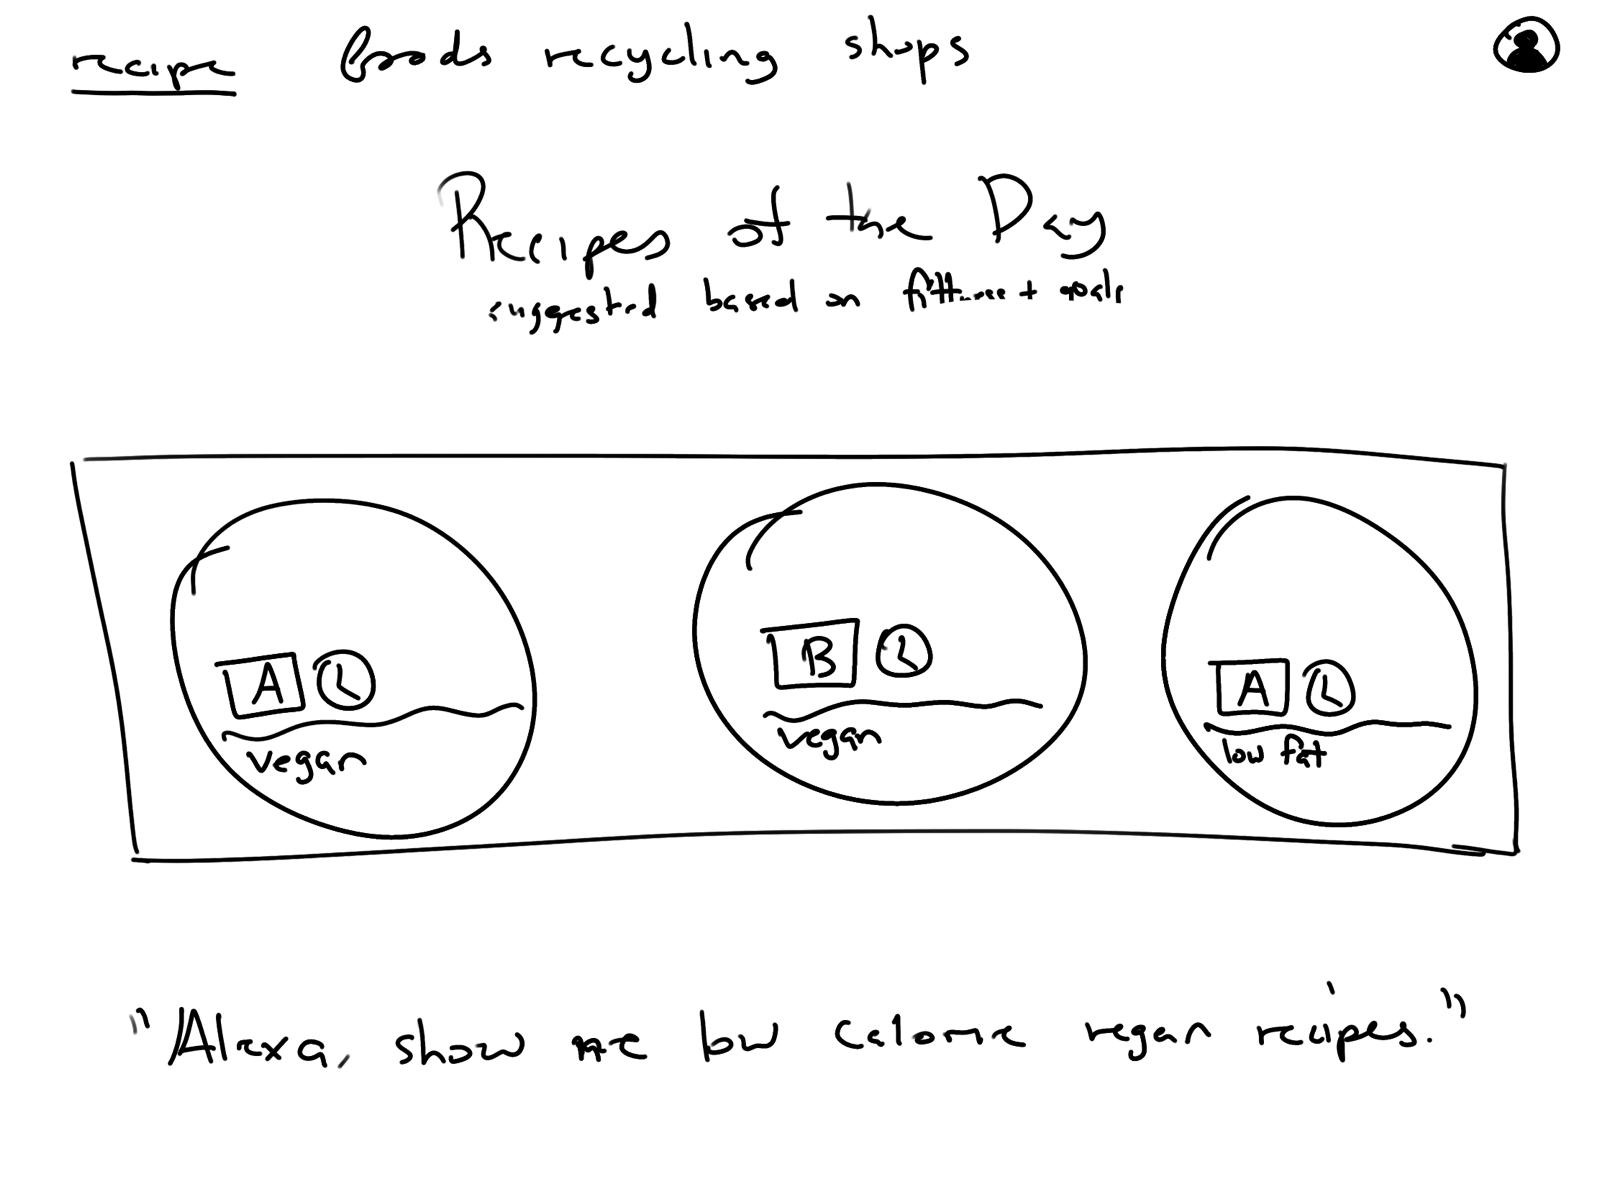 recipe foods recycling shops
Recipes of the Day
suggested based on + goals
A
vegan
B
vegan
A
low fat
"Alexa, show me low calorie vegan recipes."